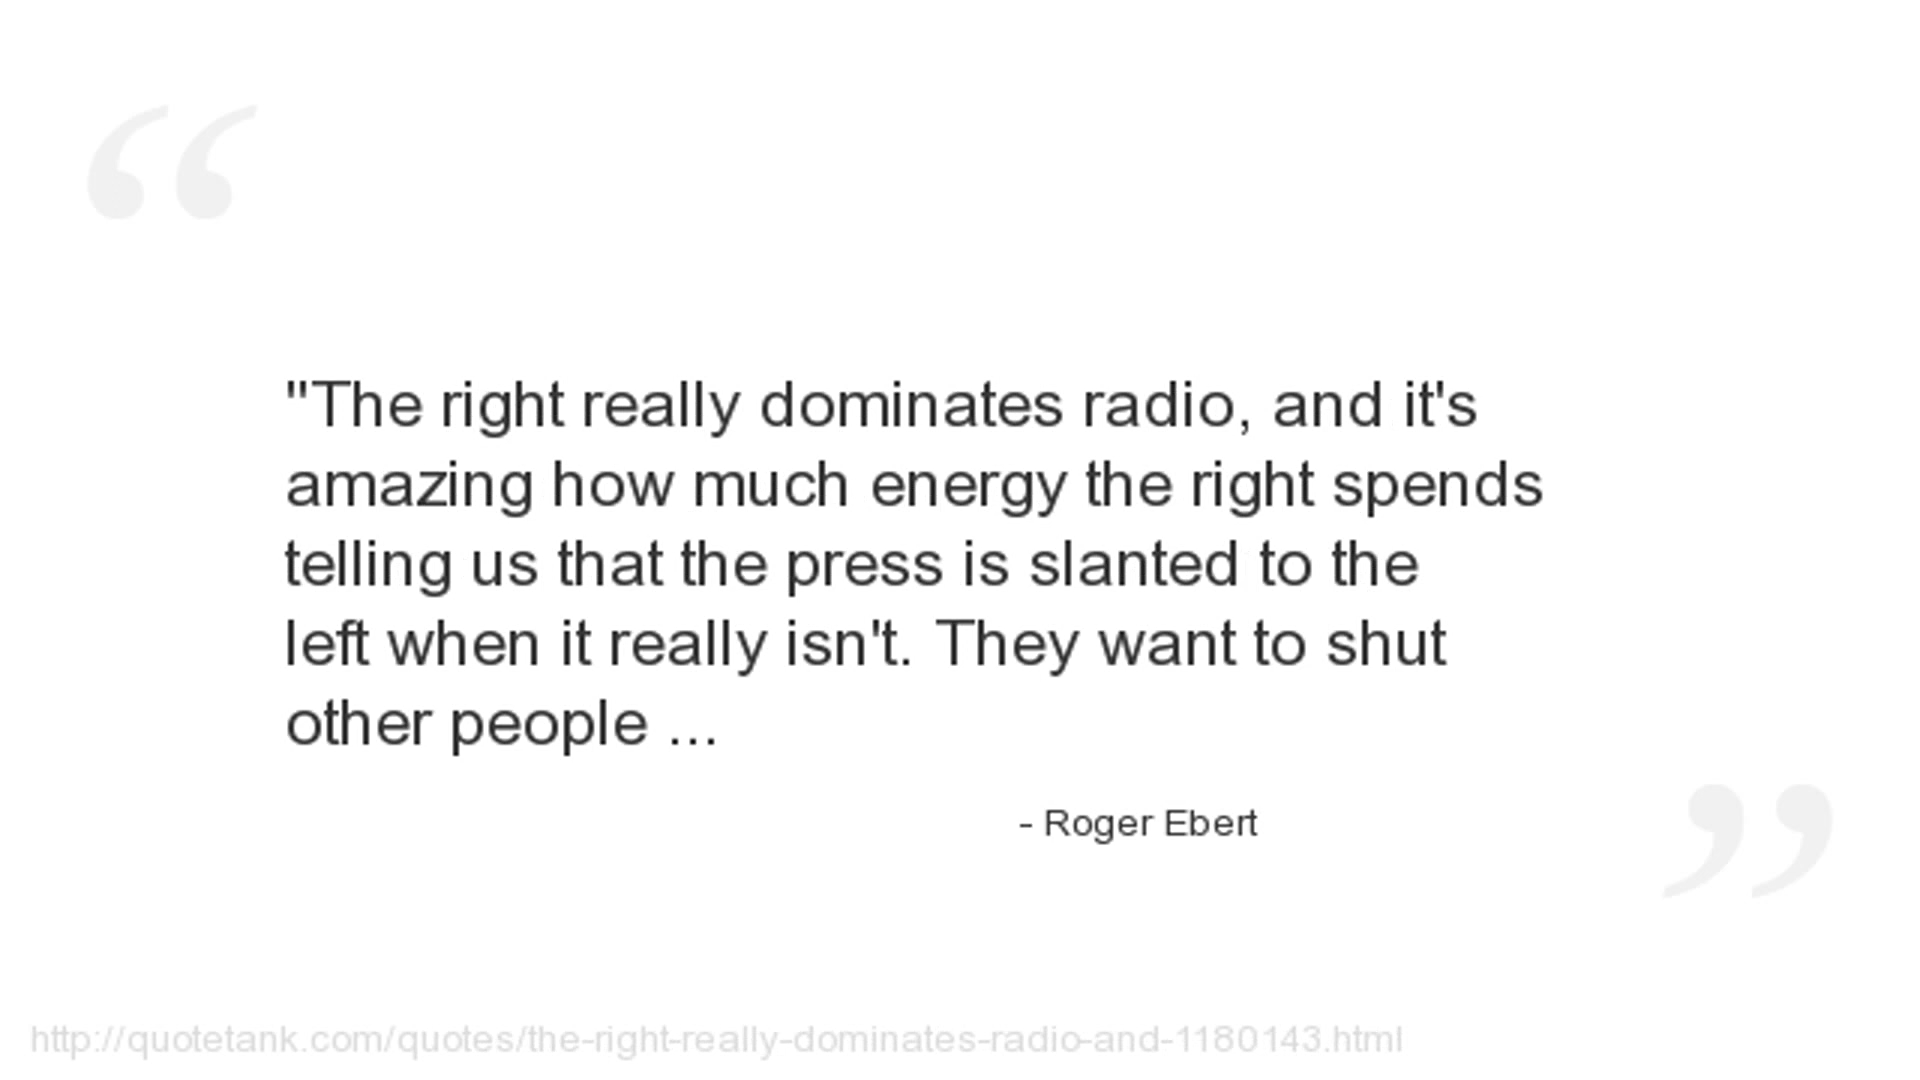 "The right really dominates radio, and it's
amazing how much energy the right spends
telling us that the press is slanted to the
left when it really isn't. They want to shut
other people ...
- Roger Ebert
http://quotetank.com/quotes/the-right-really-dominates-radio-and-1180143.html